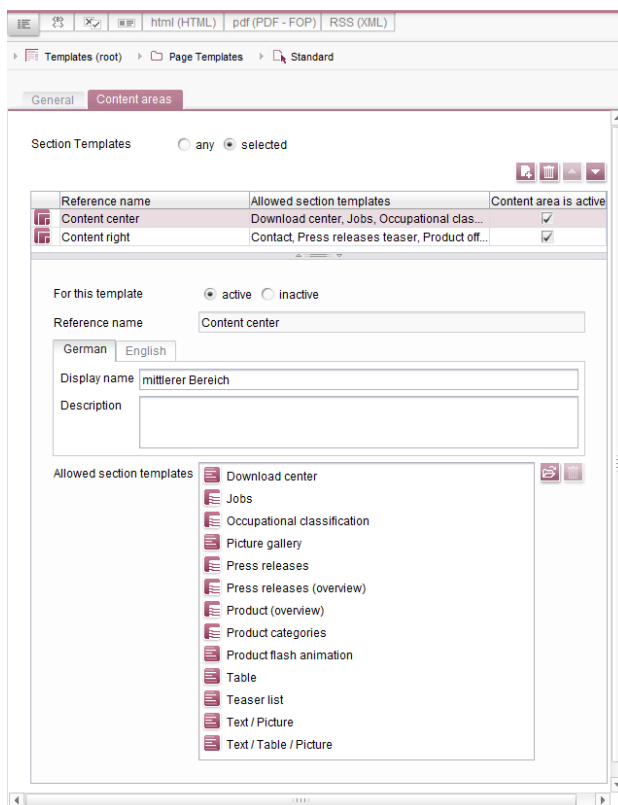 html (HTML) pdf (PDF - FOP) RSS (XML)
Templates (root) Page Templates Standard
General Content areas
Section Templates any selected
Reference name Allowed section templates Content area is active
Content center Download center, Jobs, Occupational clas...
Content right Contact, Press releases teaser, Product off...
For this template active inactive
Reference name Content center
German English
Display name mittlerer Bereich
Description
Allowed section templates Download center
Jobs
Occupational classification
Picture gallery
Press releases
Press releases (overview)
Product (overview)
Product categories
Product flash animation
Table
Teaser list
Text / Picture
Text / Table / Picture